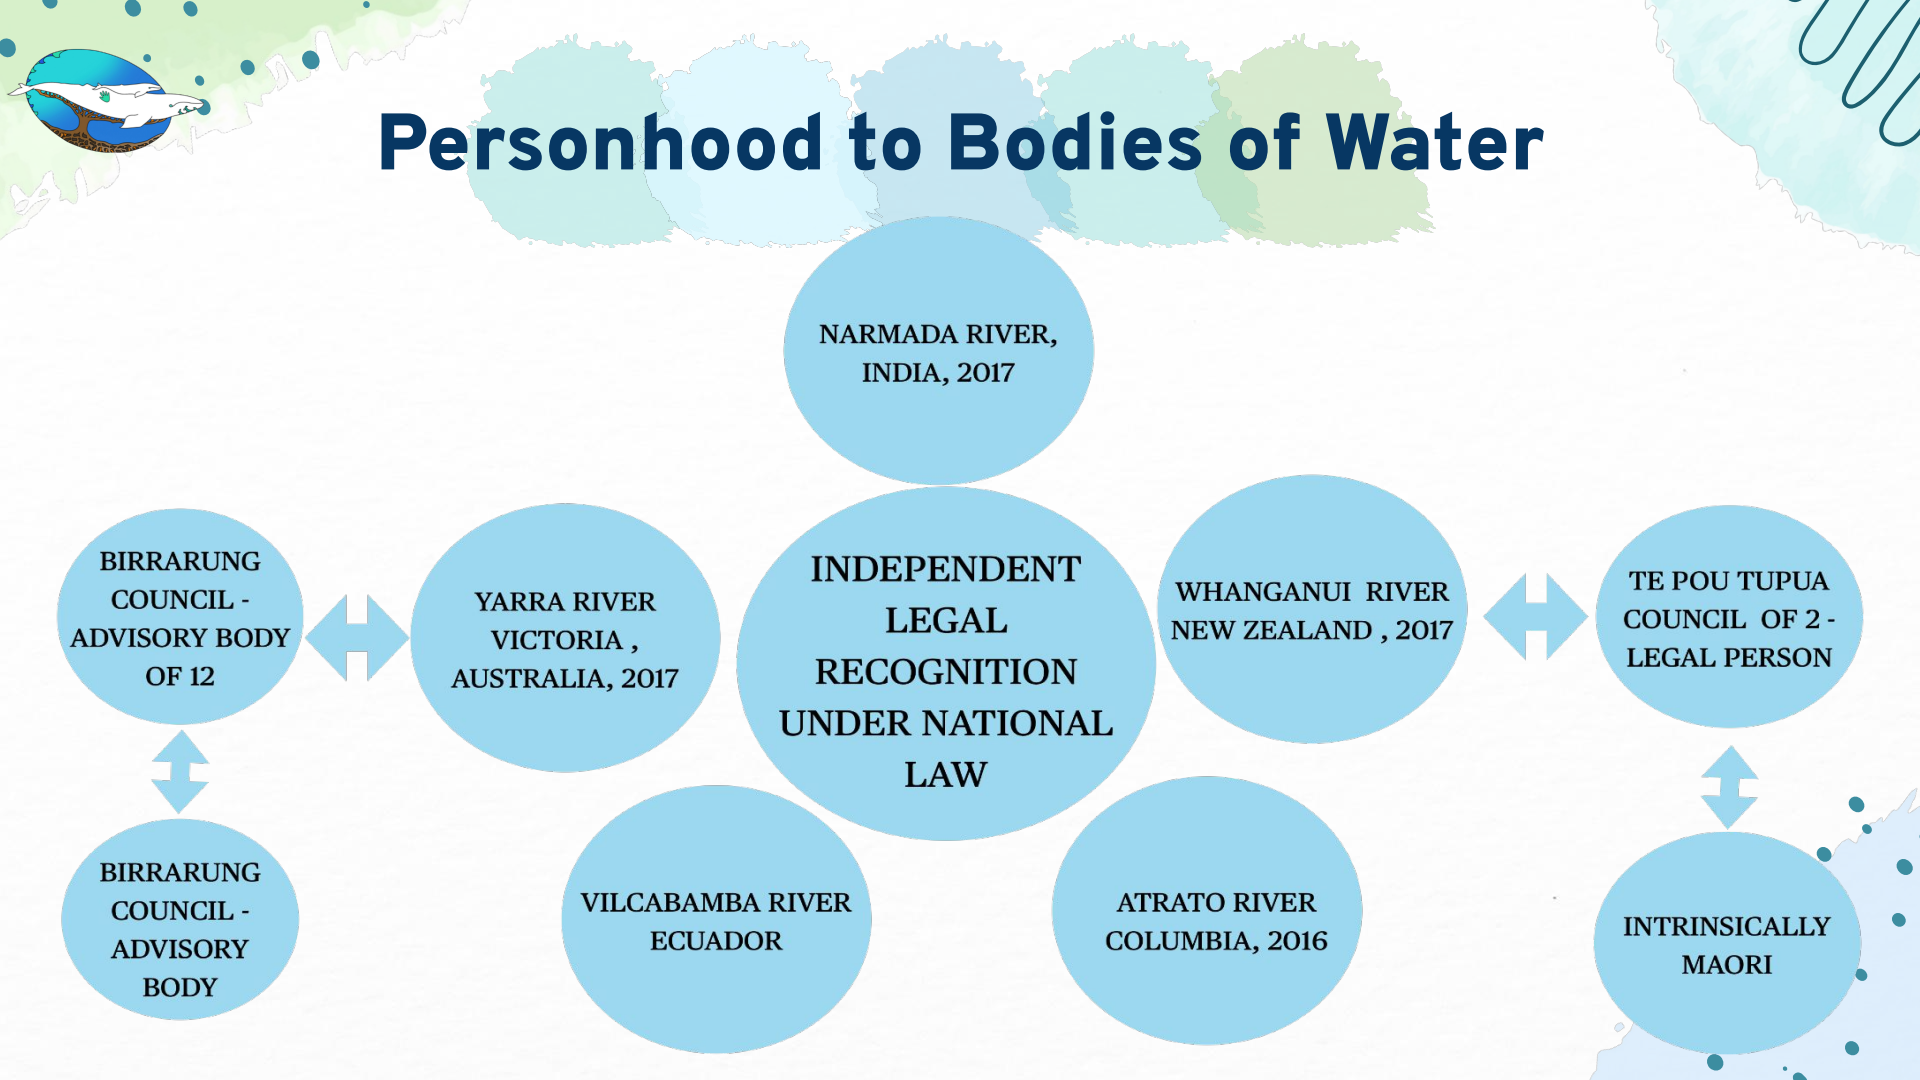 Personhood to Bodies of Water
NARMADA RIVER,
INDIA, 2017
INDEPENDENT
LEGAL
RECOGNITION
UNDER NATIONAL
LAW
BIRRARUNG
COUNCIL -
ADVISORY BODY
OF 12
YARRA RIVER
VICTORIA ,
AUSTRALIA, 2017
WHANGANUI  RIVER
NEW ZEALAND , 2017
TE POU TUPUA
COUNCIL  OF 2 -
LEGAL PERSON
BIRRARUNG
COUNCIL -
ADVISORY
BODY
VILCABAMBA RIVER
ECUADOR
ATRATO RIVER
COLUMBIA, 2016
INTRINSICALLY
MAORI